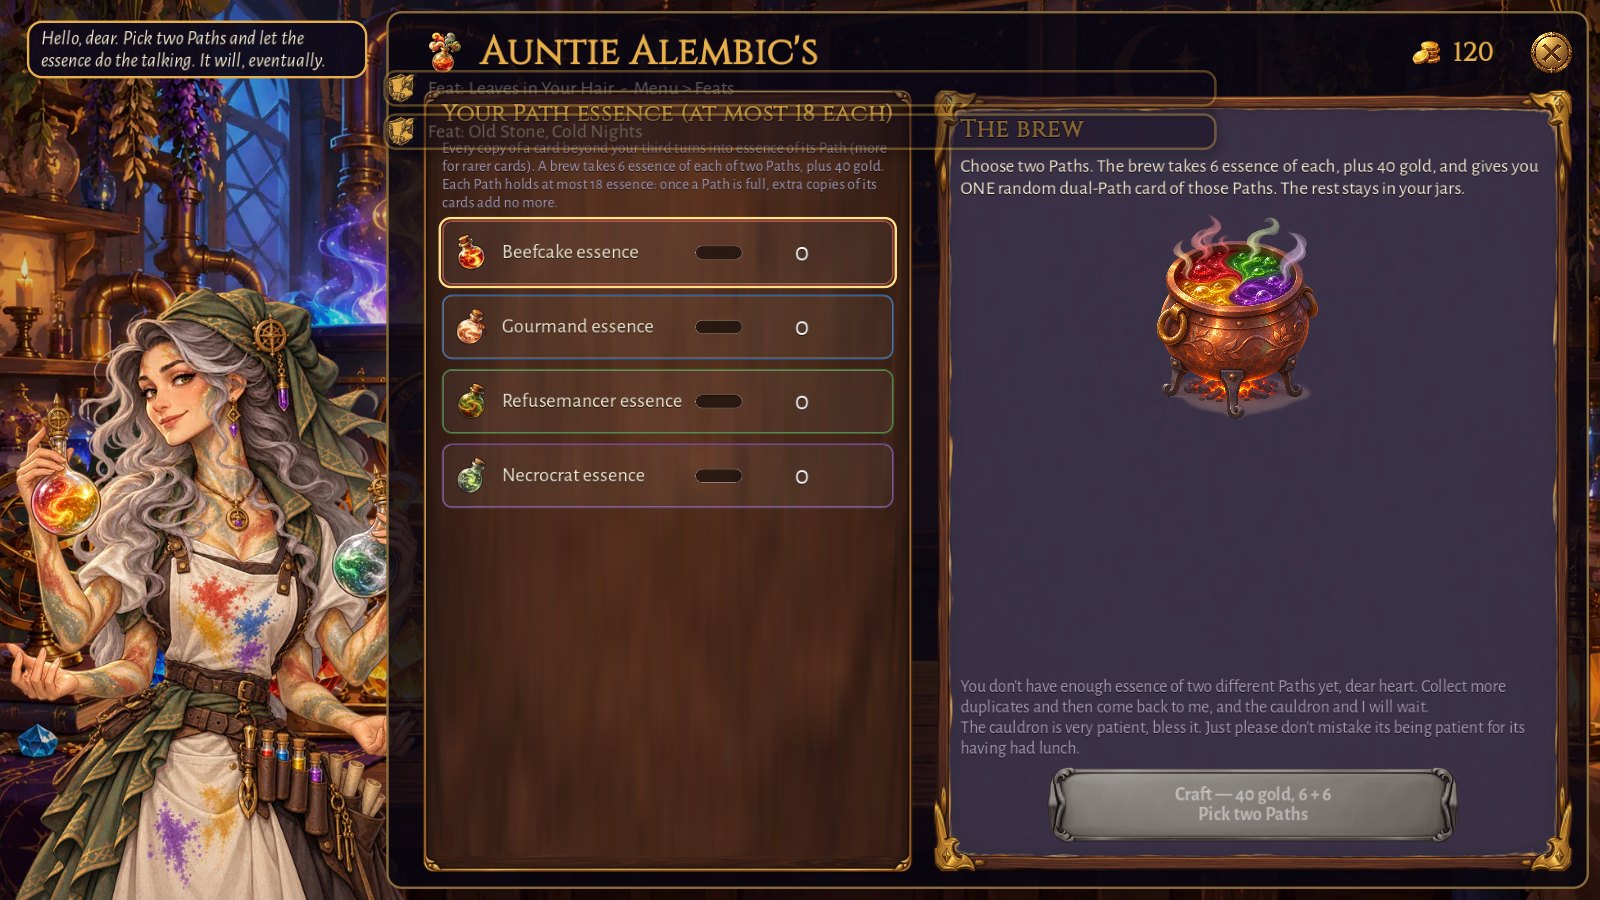 Hello, dear. Pick two Paths and let the
essence do the talking. It will, eventually.
Auntie Alembic's
120
Feat: Leaves in Your Hair - Menu > Feats
Your Path essence (at most 18 each)
Feat: Old Stone, Cold Nights
Every copy of a card beyond your third turns into essence of its Path (more
for rarer cards). A brew takes 6 essence of each of two Paths, plus 40 gold.
Each Path holds at most 18 essence: once a Path is full, extra copies of its
cards add no more.
Beefcake essence 0
Gourmand essence 0
Refusemancer essence 0
Necrocrat essence 0
The Brew
Choose two Paths. The brew takes 6 essence of each, plus 40 gold, and gives you
ONE random dual-Path card of those Paths. The rest stays in your jars.
You don't have enough essence of two different Paths yet, dear heart. Collect more
duplicates and then come back to me, and the cauldron and I will wait.
The cauldron is very patient, bless it. Just please don't mistake its being patient for its
having had lunch.
Craft — 40 gold, 6 + 6
Pick two Paths